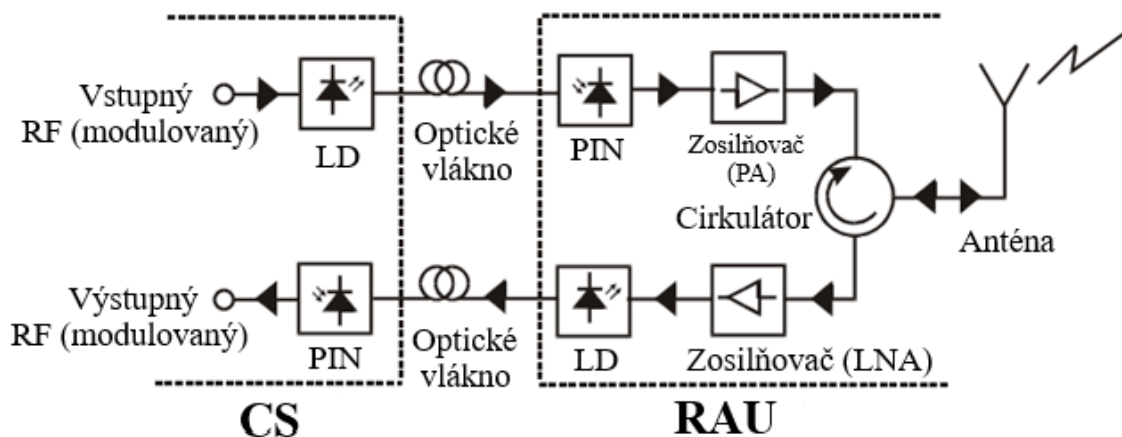 Vstupný
RF (modulovaný)
LD
Optické
vlákno
PIN
Zosilňovač
(PA)
Cirkulátor
Anténa
Výstupný
RF (modulovaný)
PIN
Optické
vlákno
LD
Zosilňovač (LNA)
CS
RAU